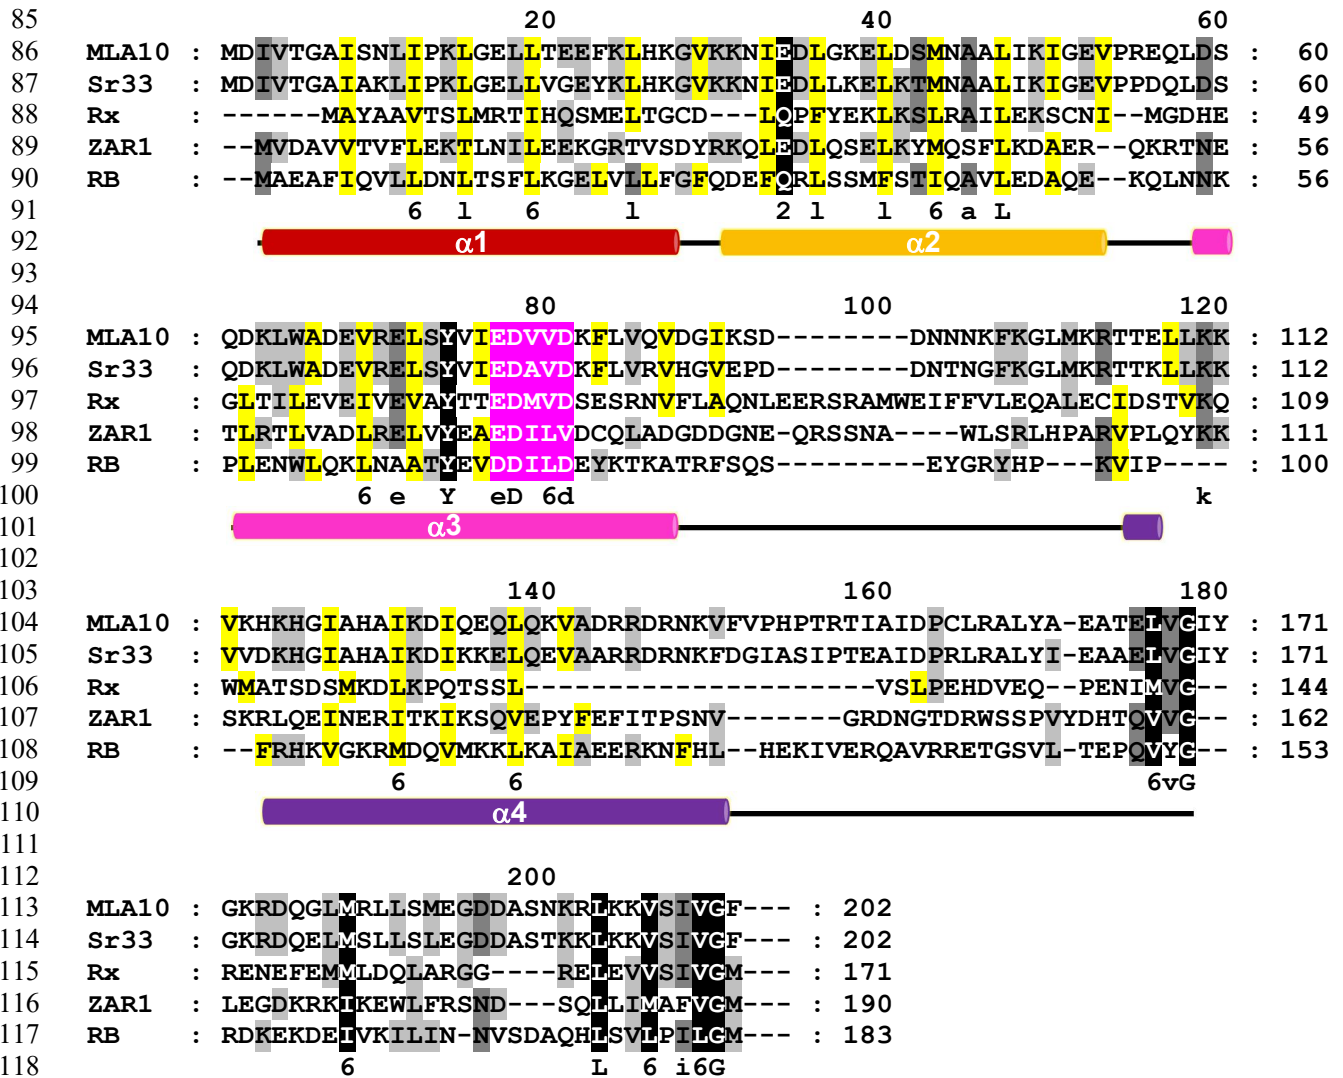 85 20 40 60
86 MLA10 : MDIVTGAISNLIPKLGELLTEEFKLHKGVKKNIEDLGKELDSMNAALIKIGEVPREQLDS : 60
87 Sr33 : MDIVTGAIAKLIPKLGELLVGEYKLHKGVKKNIEDLLKELKTMNAALIKIGEVPPDQLDS : 60
88 Rx : ------MAYAAVTSLMRTIHQSMELTGCD---LQPFYEKLKSLRAILEKSCNI--MGDHE : 49
89 ZAR1 : --MVDAVVTVFLEKTLNILEEKGRTVSDYRKQLEDLQSELKYMQSFLKDAER--QKRTNE : 56
90 RB : --MAEAFIQVLLDNLTSFLKGELVLLFGFQDEFQRLSSMFSTIQAVLEDAQE--KQLNNK : 56
91 6 l 6 l 2 l l 6 a L
92 α1 α2
93
94 80 100 120
95 MLA10 : QDKLWADEVRELSYVIEDVVDKFLVQVDGIKSD--------DNNNKFKGLMKRTTELLKK : 112
96 Sr33 : QDKLWADEVRELSYVIEDAVDKFLVRVHGVEPD--------DNTNGFKGLMKRTTKLLKK : 112
97 Rx : GLTILEVEIVEVAYTTEDMVDSESRNVFLAQNLEERSRAMWEIFFVLEQALECIDSTVKQ : 109
98 ZAR1 : TLRTLVADLRELVYEAEDILVDCQLADGDDGNE-QRSSNA----WLSRLHPARVPLQYKK : 111
99 RB : PLENWLQKLNAATYEVDDILDEYKTKATRFSQS---------EYGRYHP---KVIP---- : 100
100 6 e Y eD 6d k
101 α3
102
103 140 160 180
104 MLA10 : VKHKHGIAHAIKDIQEQLQKVADRRDRNKVFVPHPTRTIAIDPCLRALYA-EATELVGIY : 171
105 Sr33 : VVDKHGIAHAIKDIKKELQEVAARRDRNKFDGIASIPTEAIDPRLRALYI-EAAELVGIY : 171
106 Rx : WMATSDSMKDLKPQTSSL---------------------VSLPEHDVEQ--PENIMVG-- : 144
107 ZAR1 : SKRLQEINERITKIKSQVEPYFEFITPSNV-------GRDNGTDRWSSPVYDHTQVVG-- : 162
108 RB : --FRHKVGKRMDQVMKKLKAIAEERKNFHL--HEKIVERQAVRRETGSVL-TEPQVYG-- : 153
109 6 6 6vG
110 α4
111
112 200
113 MLA10 : GKRDQGLMRLLSMEGDDASNKRLKKVSIVGF--- : 202
114 Sr33 : GKRDQELMSLLSLEGDDASTKKLKKVSIVGF--- : 202
115 Rx : RENEFEMMLDQLARGG----RELEVVSIVGM--- : 171
116 ZAR1 : LEGDKRKIKEWLFRSND---SQLLIMAFVGM--- : 190
117 RB : RDKEKDEIVKILIN-NVSDAQHLSVLPILGM--- : 183
118 6 L 6 i6G